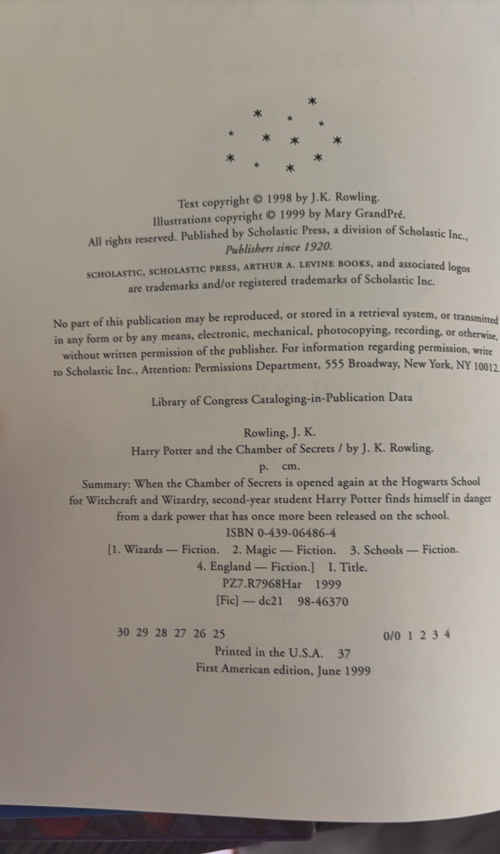 Text copyright © 1998 by J.K. Rowling.
Illustrations copyright © 1999 by Mary GrandPré.
All rights reserved. Published by Scholastic Press, a division of Scholastic Inc.,
Publishers since 1920.
SCHOLASTIC, SCHOLASTIC PRESS, ARTHUR A. LEVINE BOOKS, and associated logos
are trademarks and/or registered trademarks of Scholastic Inc.
No part of this publication may be reproduced, or stored in a retrieval system, or transmitted
in any form or by any means, electronic, mechanical, photocopying, recording, or otherwise,
without written permission of the publisher. For information regarding permission, write
to Scholastic Inc., Attention: Permissions Department, 555 Broadway, New York, NY 10012.
Library of Congress Cataloging-in-Publication Data
Rowling, J. K.
Harry Potter and the Chamber of Secrets / by J. K. Rowling.
p. cm.
Summary: When the Chamber of Secrets is opened again at the Hogwarts School
for Witchcraft and Wizardry, second-year student Harry Potter finds himself in danger
from a dark power that has once more been released on the school.
ISBN 0-439-06486-4
[1. Wizards — Fiction. 2. Magic — Fiction. 3. Schools — Fiction.
4. England — Fiction.] I. Title.
PZ7.R7968Har 1999
[Fic] — dc21 98-46370
30 29 28 27 26 25 0/0 1 2 3 4
Printed in the U.S.A. 37
First American edition, June 1999